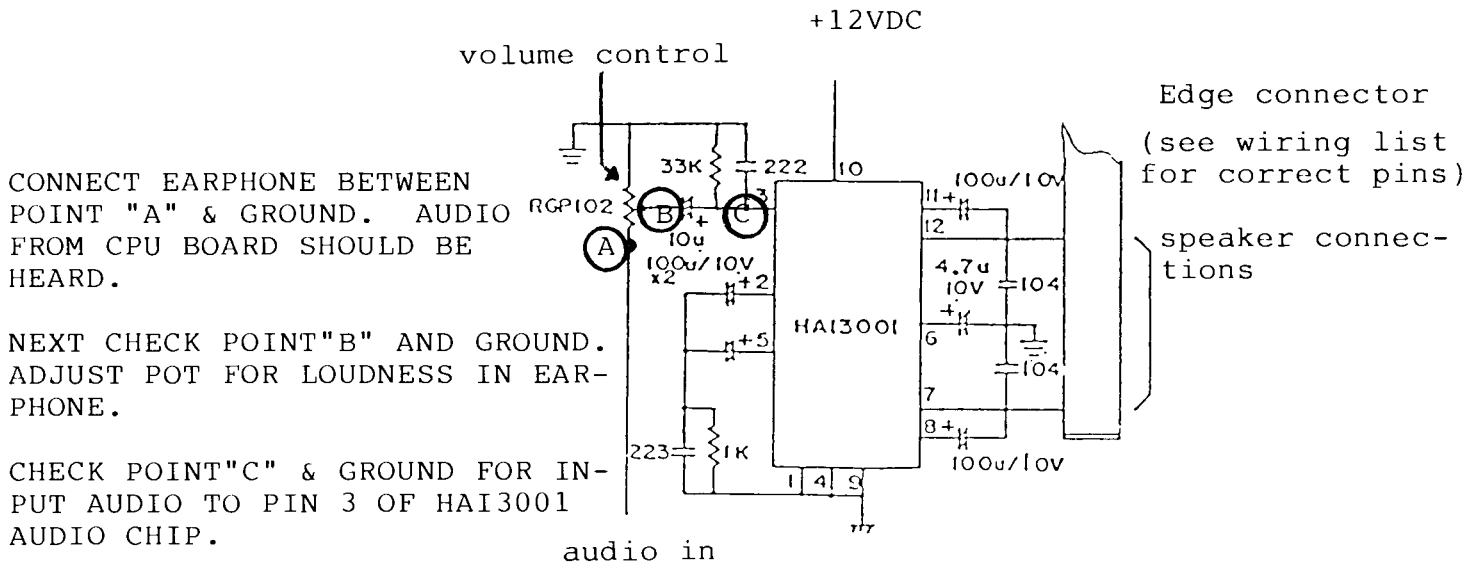 +12VDC
volume control
Edge connector
(see wiring list
for correct pins)
speaker connec-
tions
CONNECT EARPHONE BETWEEN
POINT "A" & GROUND. AUDIO
FROM CPU BOARD SHOULD BE
HEARD.
NEXT CHECK POINT"B" AND GROUND.
ADJUST POT FOR LOUDNESS IN EAR-
PHONE.
CHECK POINT"C" & GROUND FOR IN-
PUT AUDIO TO PIN 3 OF HA13001
AUDIO CHIP.
33K
222
RGP102
B
+
10u
C
3
A
100u/10V
x2
+2
+5
223
1K
audio in
HA13001
10
1
4
9
11+
100u/10V
12
4.7u
10V
104
+
6
104
7
8+
100u/10V